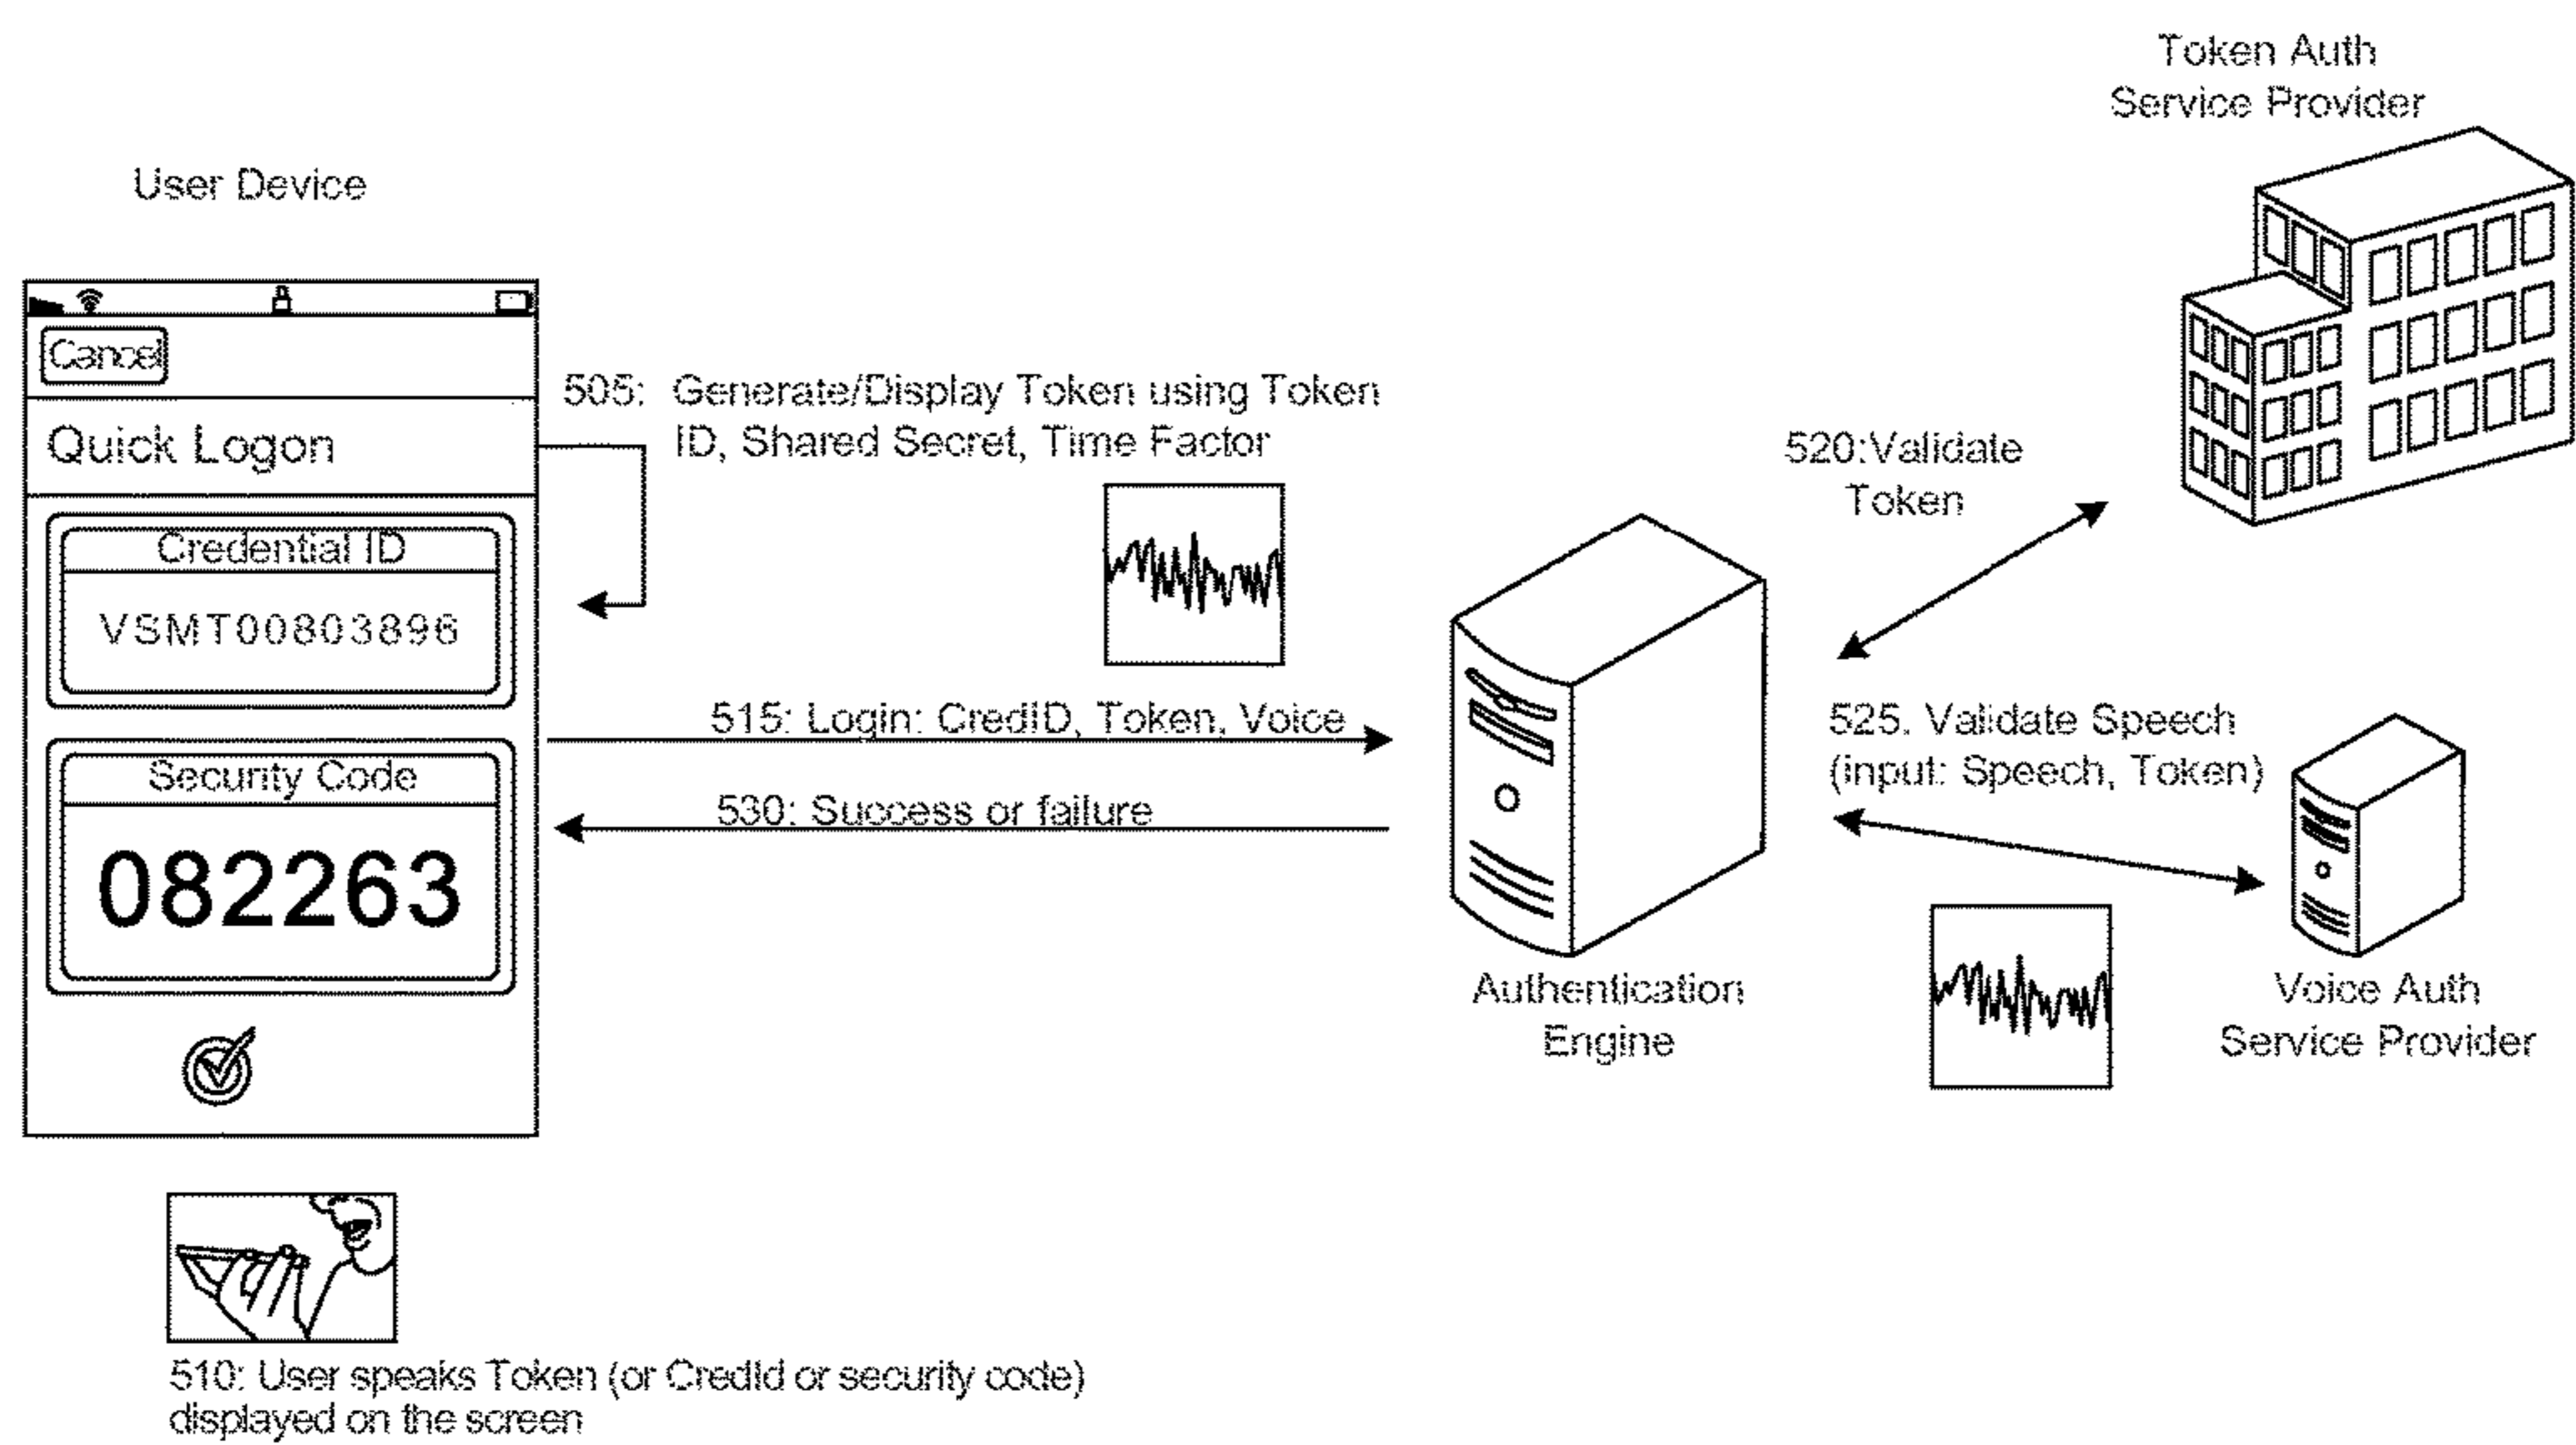 Token Auth
Service Provider
User Device
Cancel
Quick Logon
505: Generate/Display Token using Token
ID, Shared Secret, Time Factor
520:Validate
Token
Credential ID
VSMT00803896
515: Login: CredID, Token, Voice
525. Validate Speech
(input: Speech, Token)
Security Code
530: Success or failure
082263
Authentication
Engine
Voice Auth
Service Provider
510: User speaks Token (or CredId or security code)
displayed on the screen